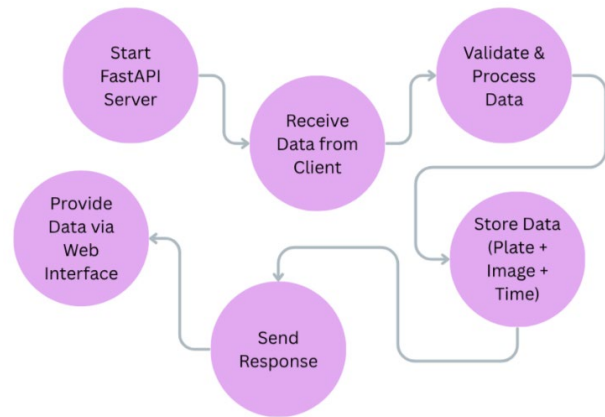 Start
FastAPI
Server
Receive
Data from
Client
Validate &
Process
Data
Store Data
(Plate +
Image +
Time)
Send
Response
Provide
Data via
Web
Interface